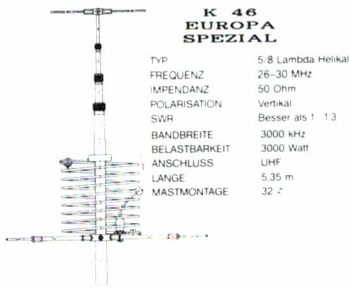 K 46
EUROPA
SPEZIAL
TYP 5/8 Lambda Helikal
FREQUENZ 26-30 MHz
IMPENDANZ 50 Ohm
POLARISATION Vertikal
SWR Besser als 1 1.3
BANDBREITE 3000 kHz
BELASTBARKEIT 3000 Watt
ANSCHLUSS UHF
LANGE 5,35 m
MASTMONTAGE 32